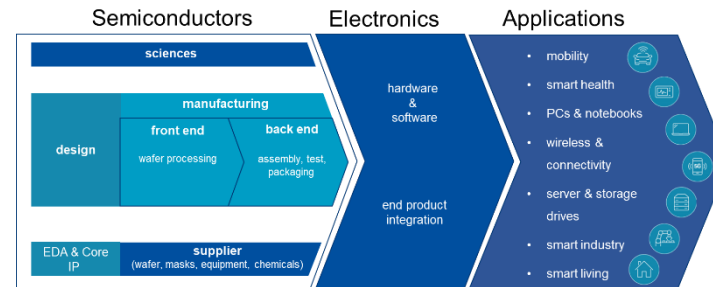 Semiconductors
Electronics
Applications
sciences
manufacturing
front end
back end
design
wafer processing
assembly, test,
packaging
EDA & Core
IP
supplier
(wafer, masks, equipment, chemicals)
hardware
&
software
end product
integration
• mobility
• smart health
• PCs & notebooks
• wireless &
connectivity
• server & storage
drives
• smart industry
• smart living